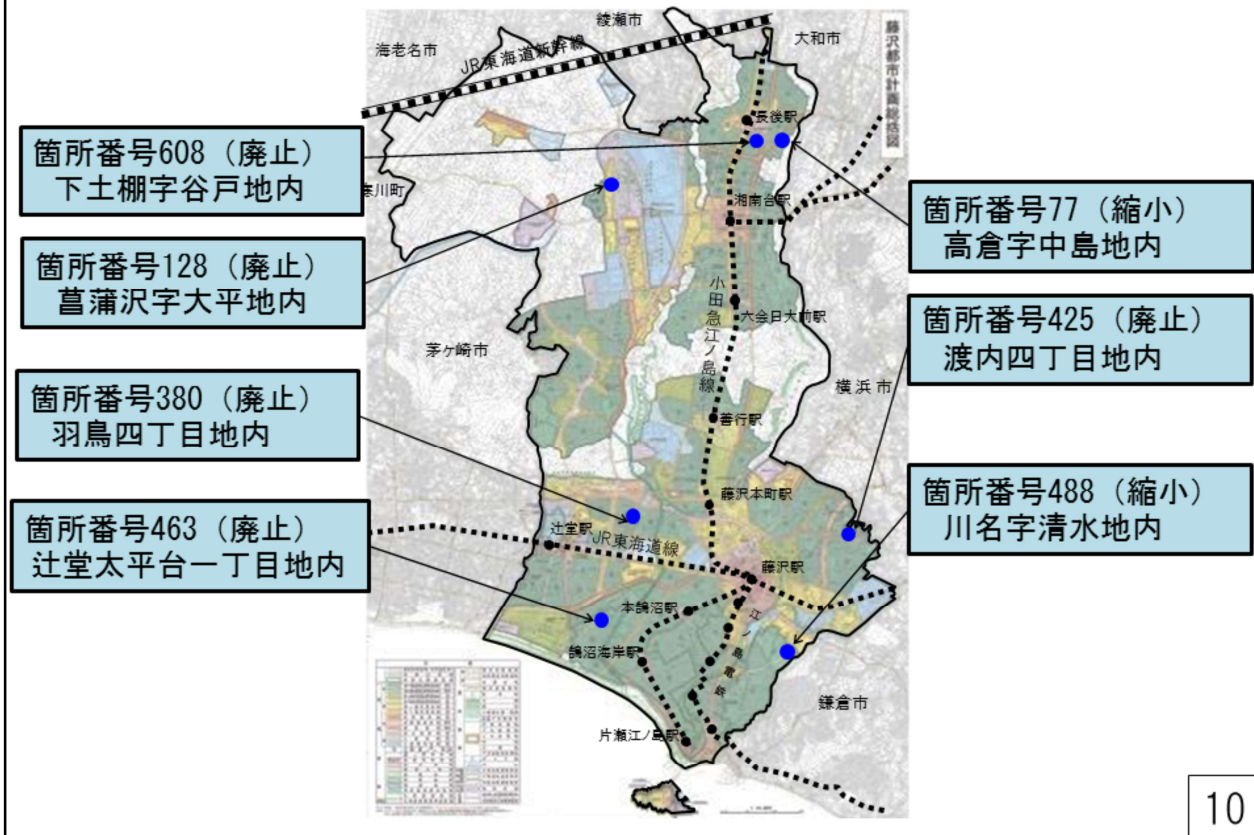 綾瀬市
海老名市
大和市
JR東海道新幹線
藤沢都市計画総括図
長後駅
箇所番号608（廃止）
下土棚字谷戸地内
寒川町
湘南台駅
箇所番号77（縮小）
高倉字中島地内
箇所番号128（廃止）
菖蒲沢字大平地内
小田急江ノ島線
六会日大前駅
箇所番号425（廃止）
渡内四丁目地内
茅ヶ崎市
横浜市
箇所番号380（廃止）
羽鳥四丁目地内
善行駅
藤沢本町駅
箇所番号488（縮小）
川名字清水地内
箇所番号463（廃止）
辻堂太平台一丁目地内
辻堂駅
JR東海道線
藤沢駅
本鵠沼駅
江ノ島電鉄
鵠沼海岸駅
鎌倉市
片瀬江ノ島駅
10